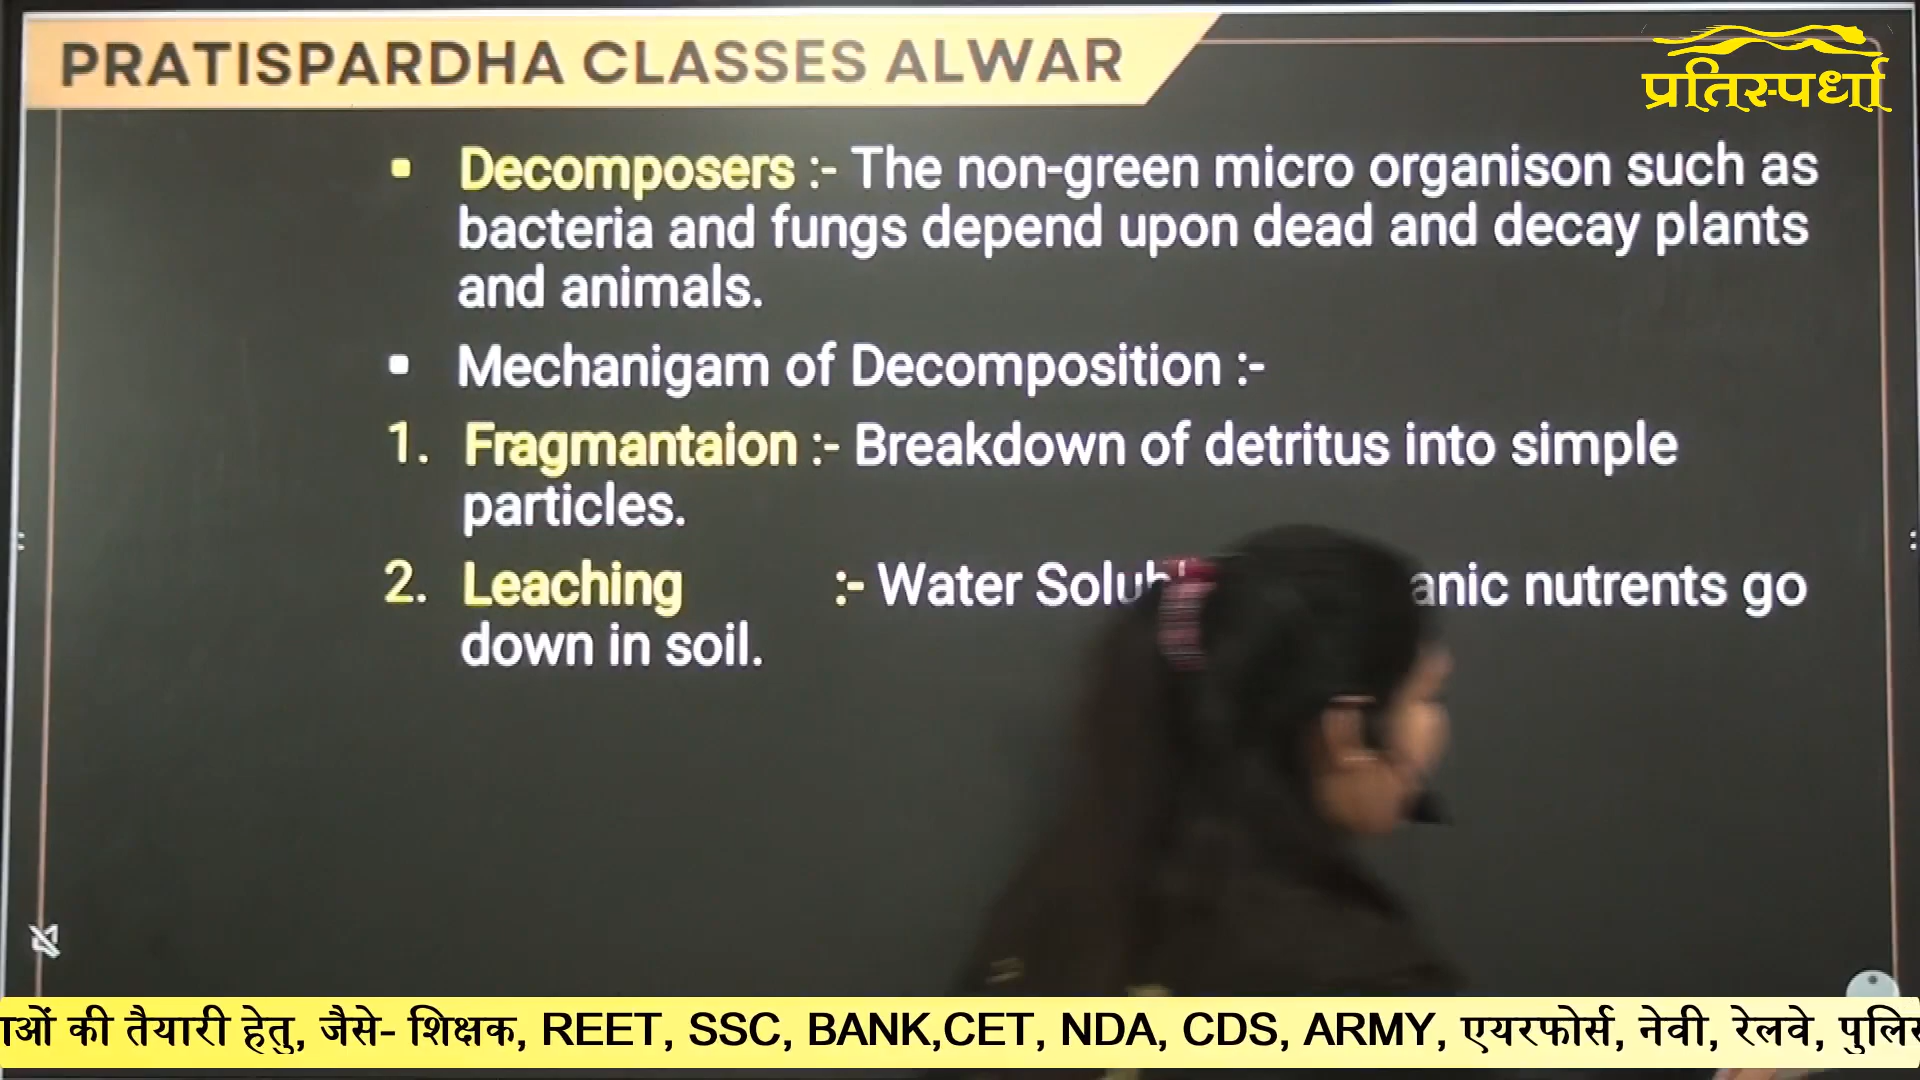 PRATISPARDHA CLASSES ALWAR
प्रतिस्पर्धा
▪ Decomposers :- The non-green micro organison such as
bacteria and fungs depend upon dead and decay plants
and animals.
▪ Mechanigam of Decomposition :-
1. Fragmantaion :- Breakdown of detritus into simple
particles.
2. Leaching :- Water nutrents go
down in soil.
की तैयारी हेतु, जैसे- शिक्षक, REET, SSC, BANK,CET, NDA, CDS, ARMY, एयरफोर्स, नेवी, रेलवे,